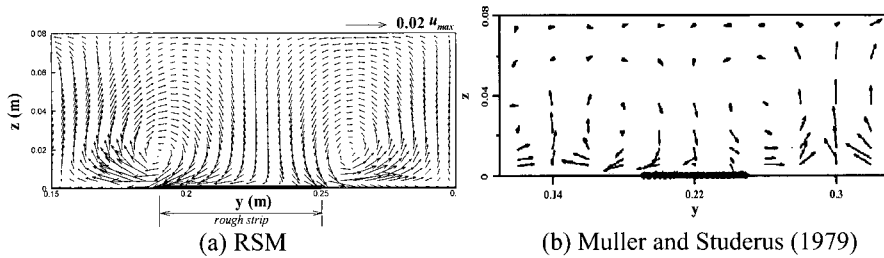 0.02 u_max
0.08
0.06
0.04
0.02
0
z (m)
0.15
0.2
0.25
0.
y (m)
rough strip
(a) RSM
0.08
0.04
0
z
0.14
0.22
0.3
y
(b) Muller and Studerus (1979)